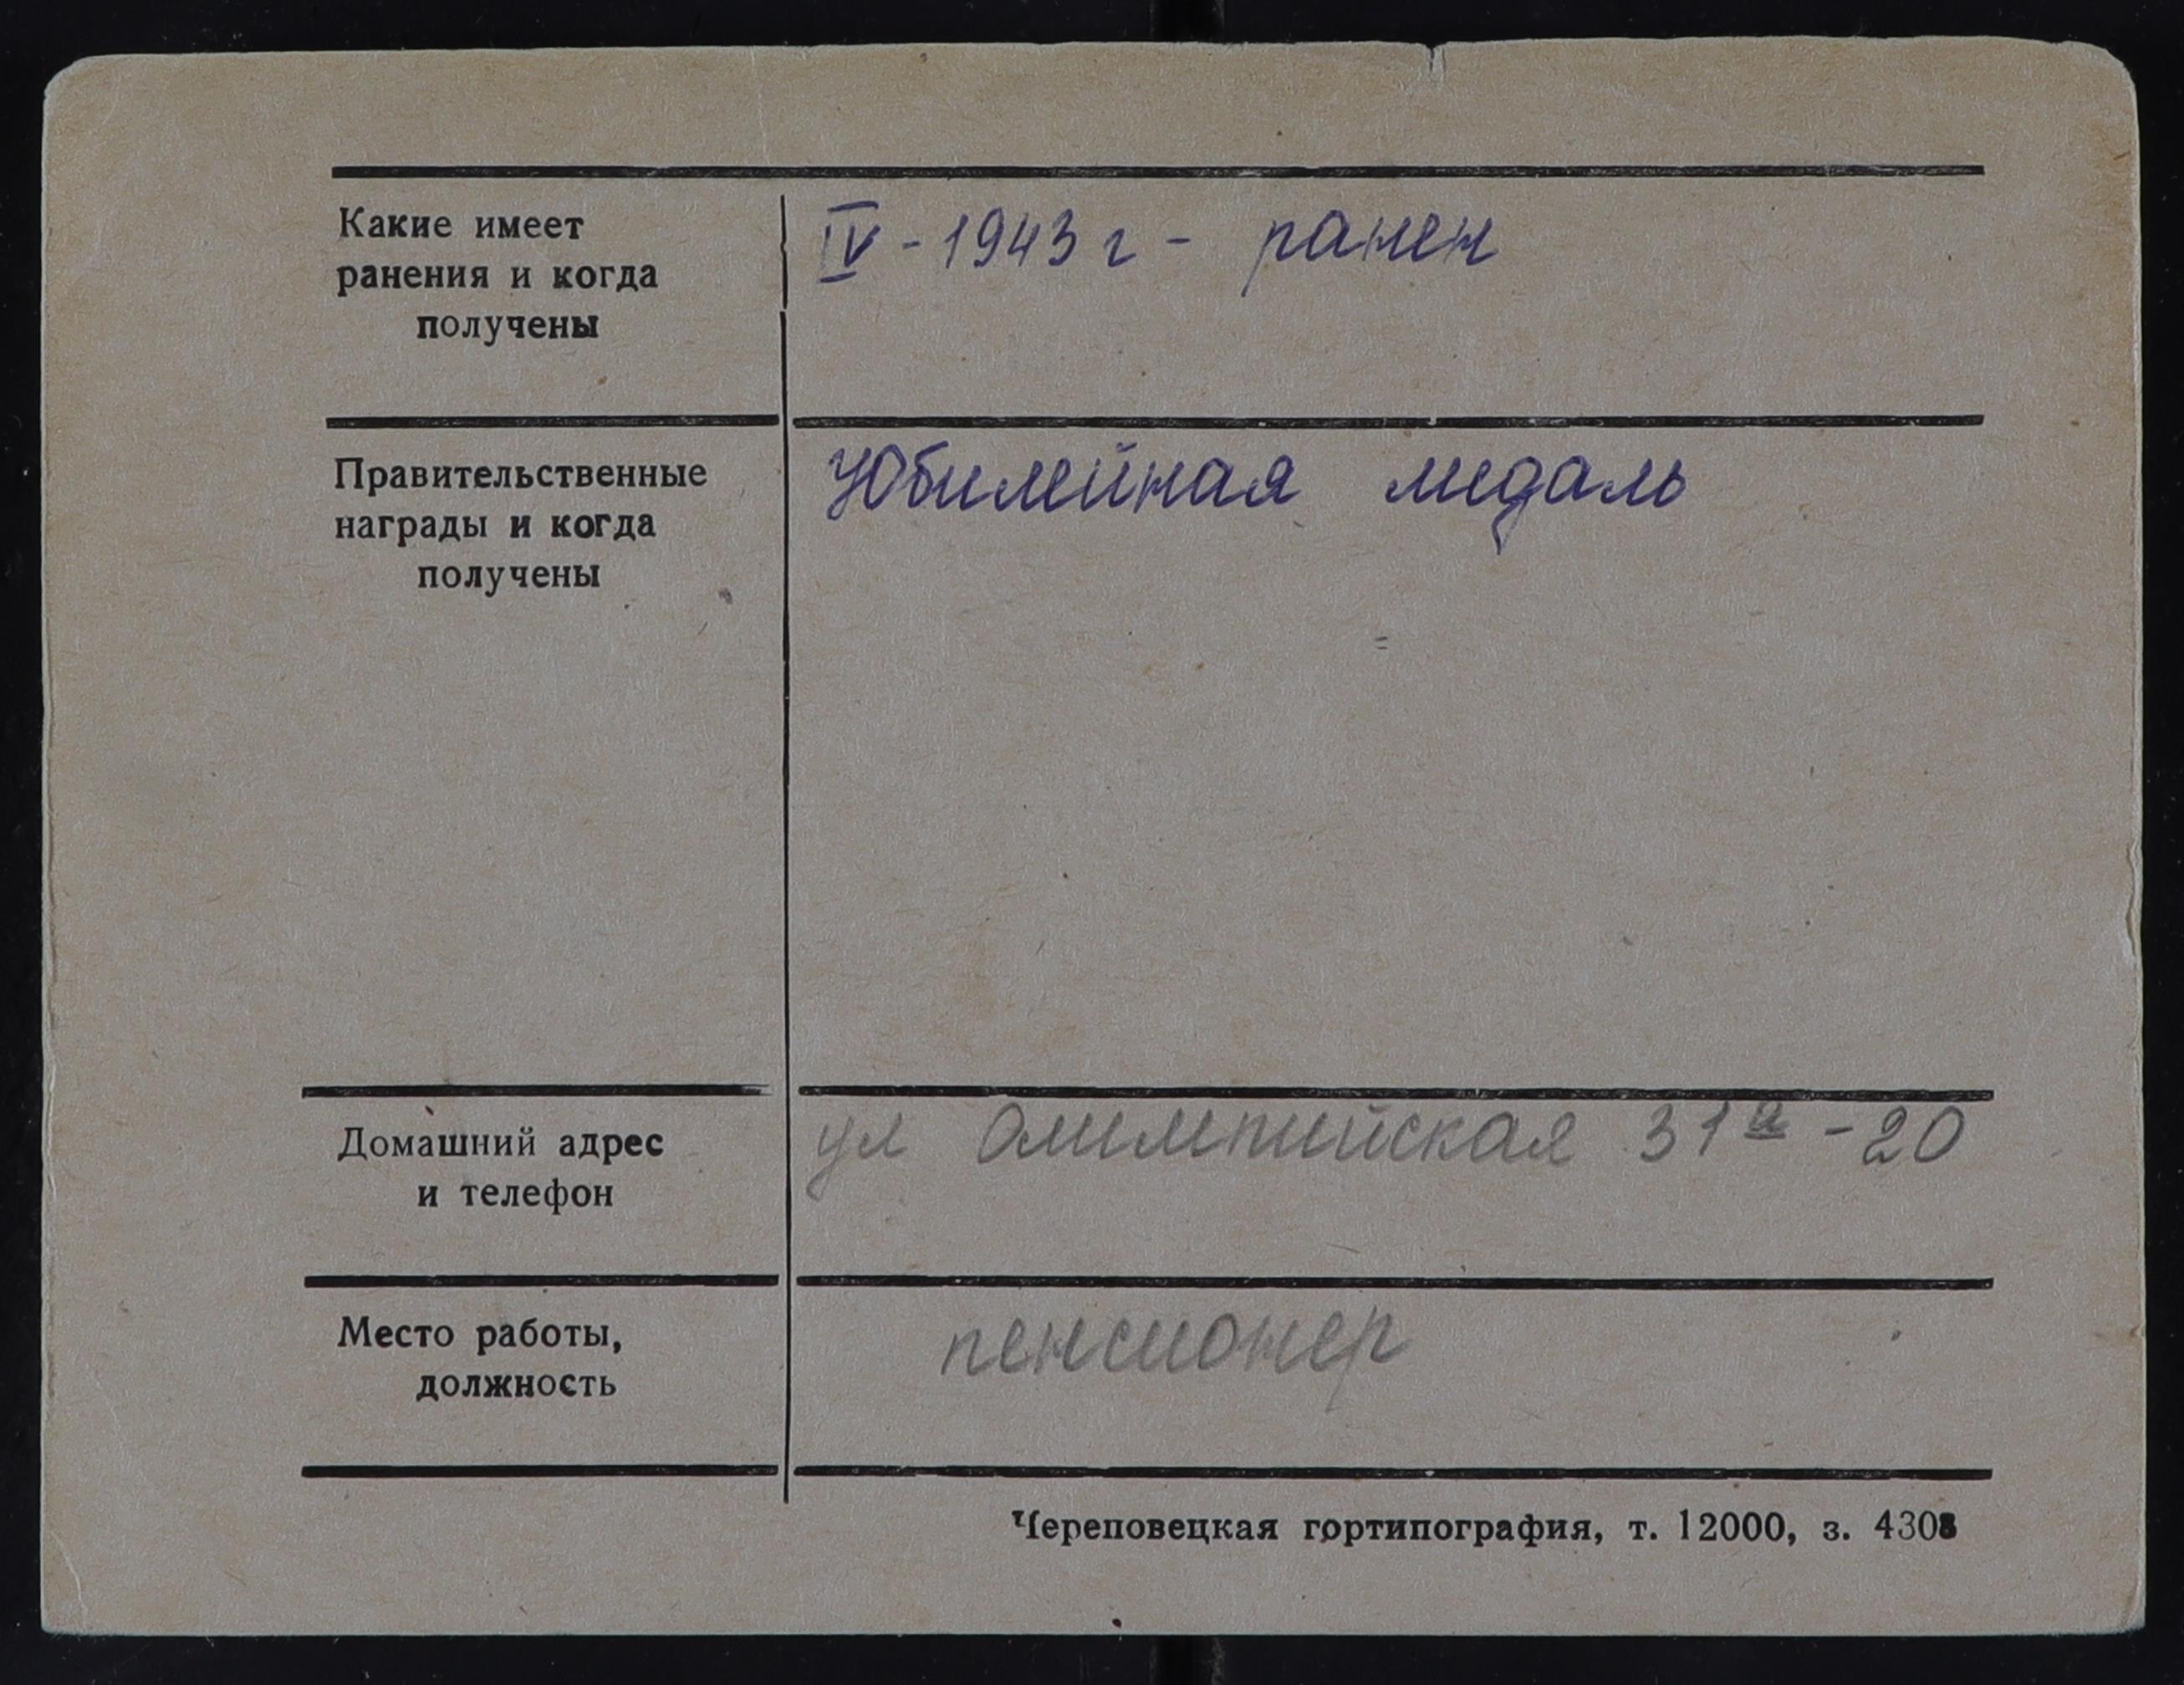 Какие имеет
ранения и когда
получены
IV - 1943 г - ранен
Правительственные
награды и когда
получены
Юбилейная медаль
Домашний адрес
и телефон
ул Олимпийская 31а - 20
Место работы,
должность
пенсионер
Череповецкая гортипография, т. 12000, з. 4308